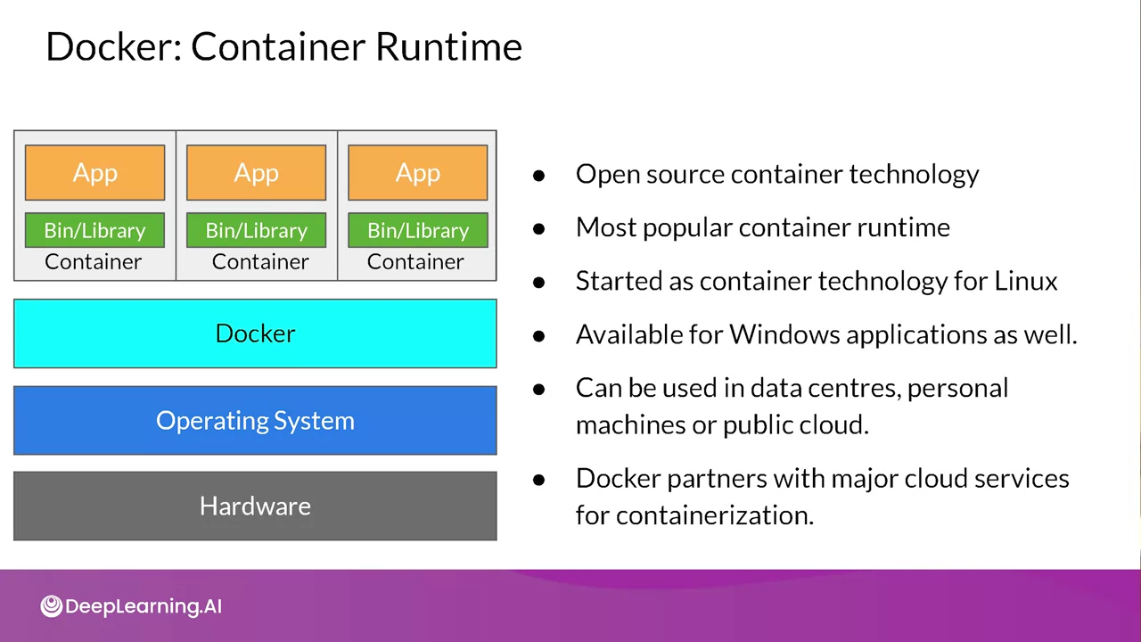 Docker: Container Runtime
App App App
Bin/Library Bin/Library Bin/Library
Container Container Container
Docker
Operating System
Hardware
● Open source container technology
● Most popular container runtime
● Started as container technology for Linux
● Available for Windows applications as well.
● Can be used in data centres, personal
machines or public cloud.
● Docker partners with major cloud services
for containerization.
DeepLearning.AI